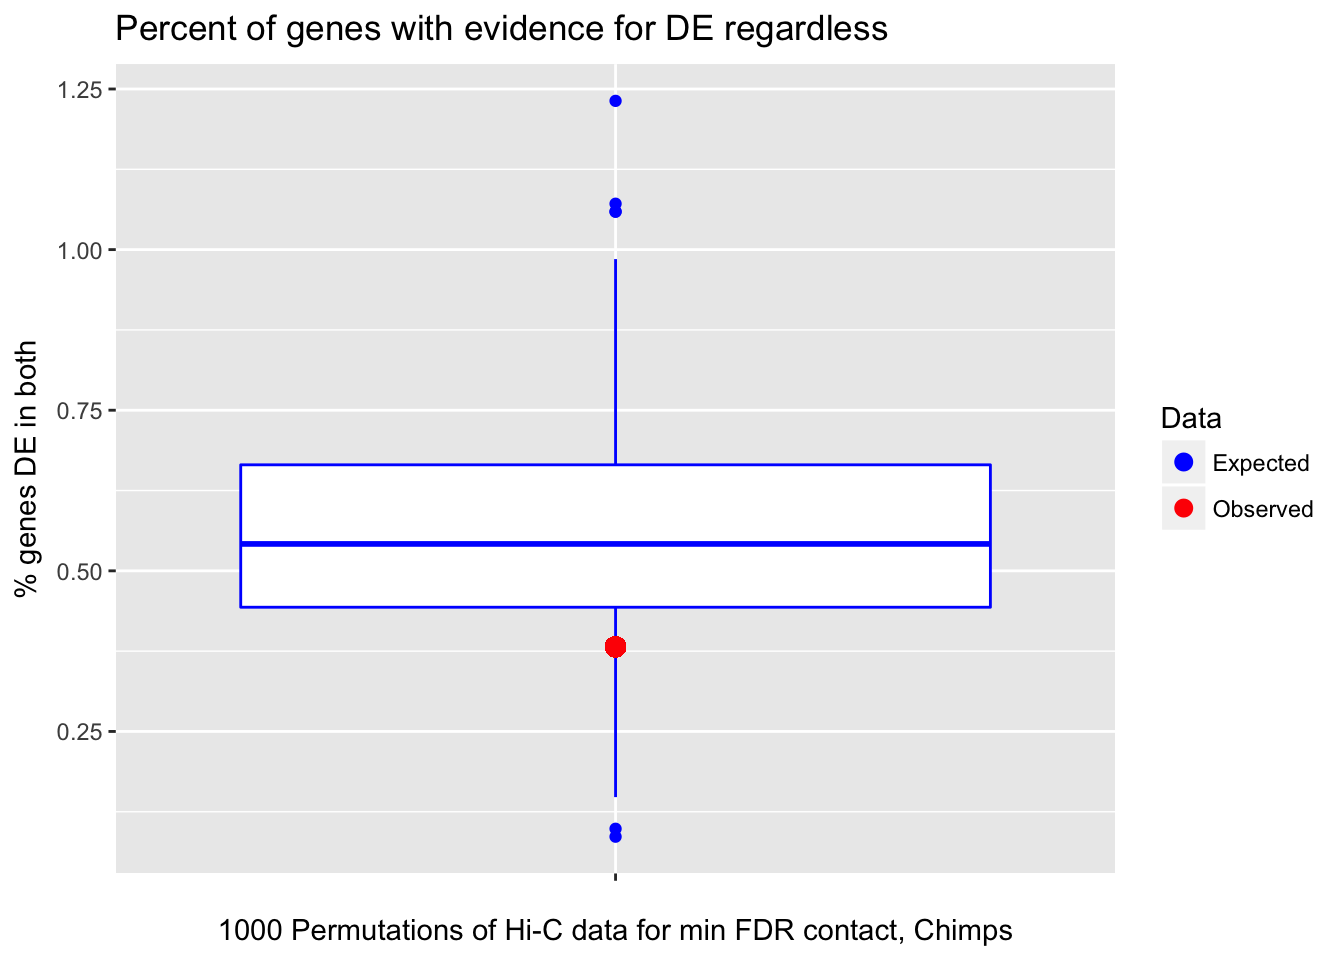 Percent of genes with evidence for DE regardless
1.25
1.00
0.75
0.50
0.25
% genes DE in both
1000 Permutations of Hi-C data for min FDR contact, Chimps
Data
Expected
Observed